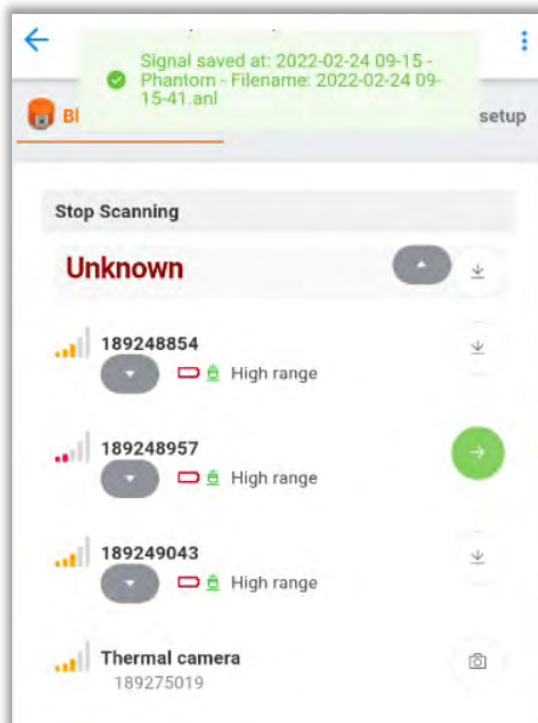 Signal saved at: 2022-02-24 09-15 -
Phantom - Filename: 2022-02-24 09-
15-41.anl
Bl
setup
Stop Scanning
Unknown
189248854
High range
189248957
High range
189249043
High range
Thermal camera
189275019